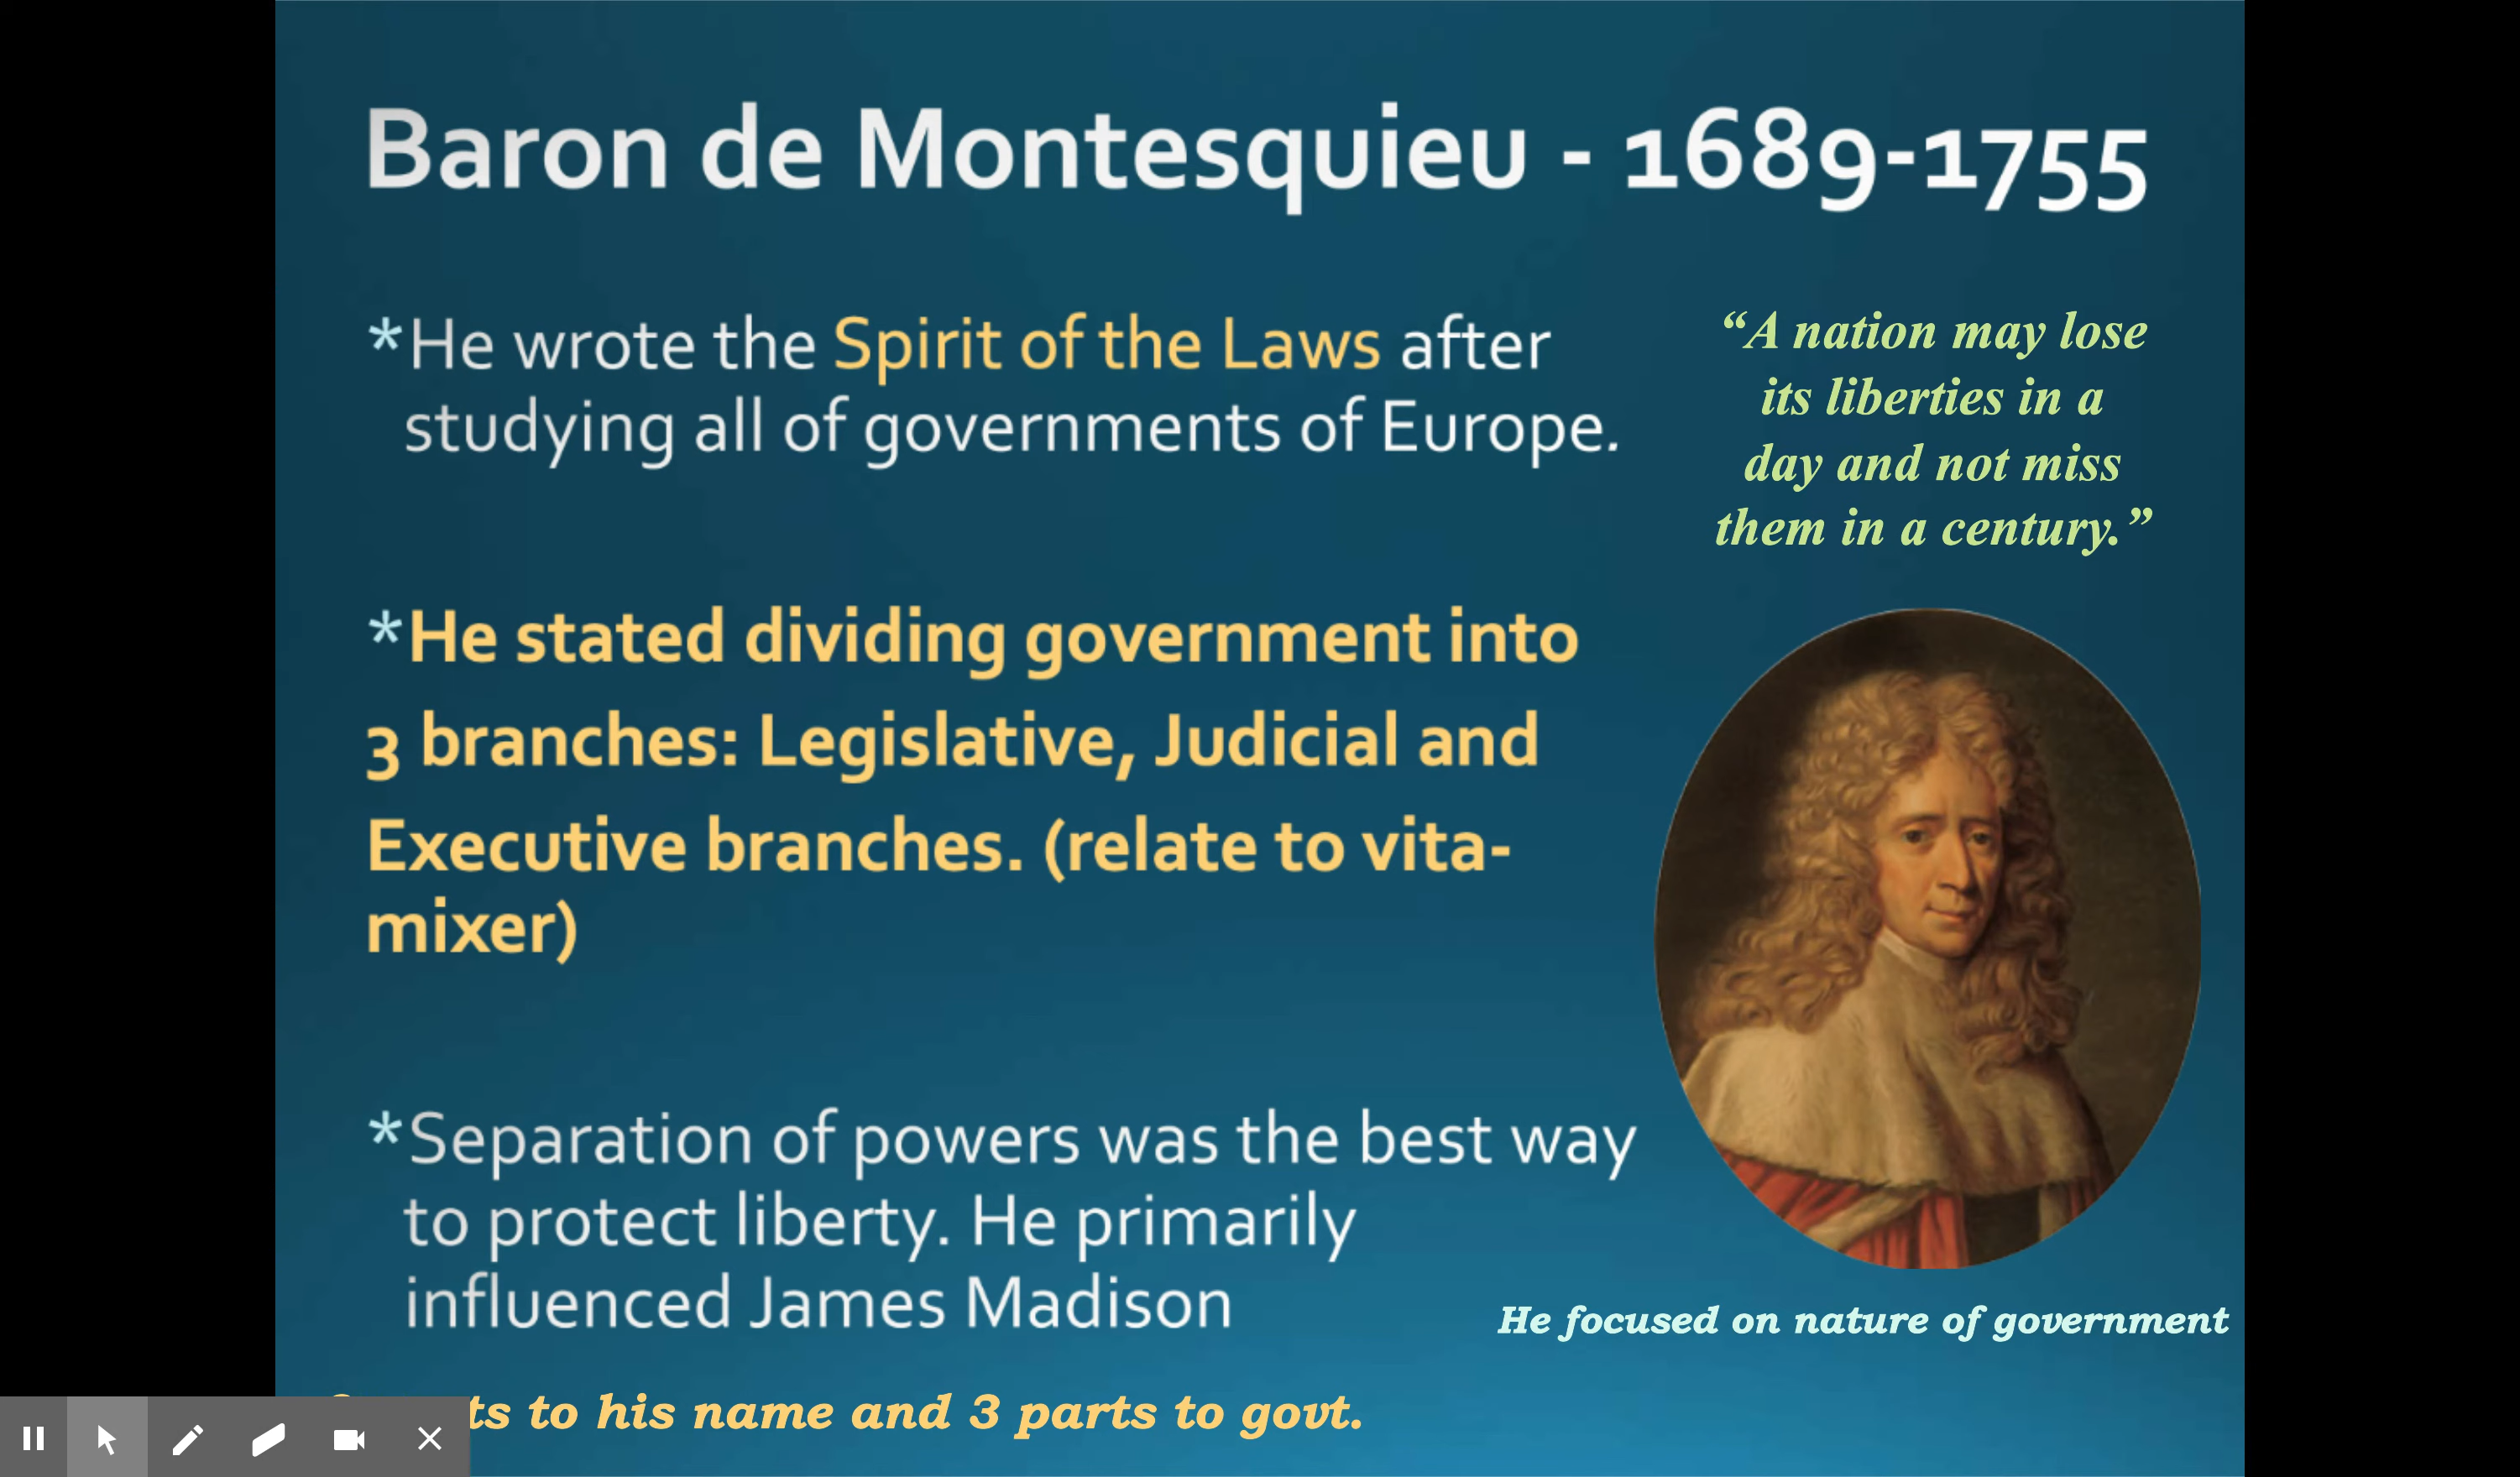 Baron de Montesquieu - 1689-1755
*He wrote the Spirit of the Laws after
studying all of governments of Europe.
*He stated dividing government into
3 branches: Legislative, Judicial and
Executive branches. (relate to vita-
mixer)
*Separation of powers was the best way
to protect liberty. He primarily
influenced James Madison
“A nation may lose
its liberties in a
day and not miss
them in a century.”
He focused on nature of government
to his name and 3 parts to govt.